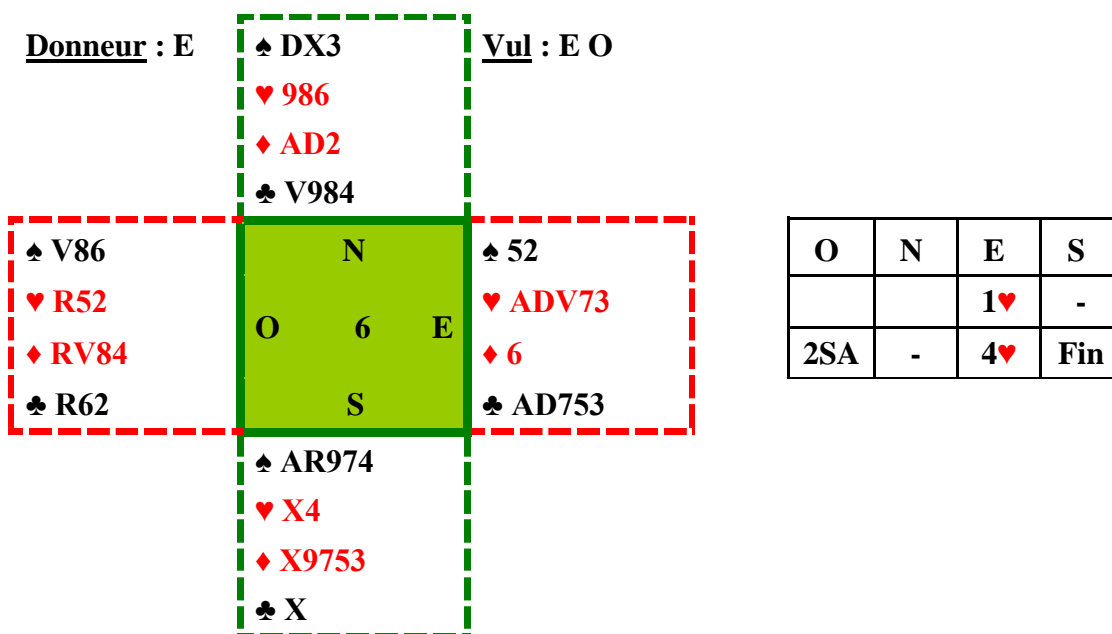 Donneur : E
♠ DX3
Vul : E O
♥ 986
♦ AD2
♣ V984
♠ V86
♥ R52
♦ RV84
♣ R62
N
O 6 E
S
♠ 52
♥ ADV73
♦ 6
♣ AD753
O N E S
1♥ -
2SA - 4♥ Fin
♠ AR974
♥ X4
♦ X9753
♣ X